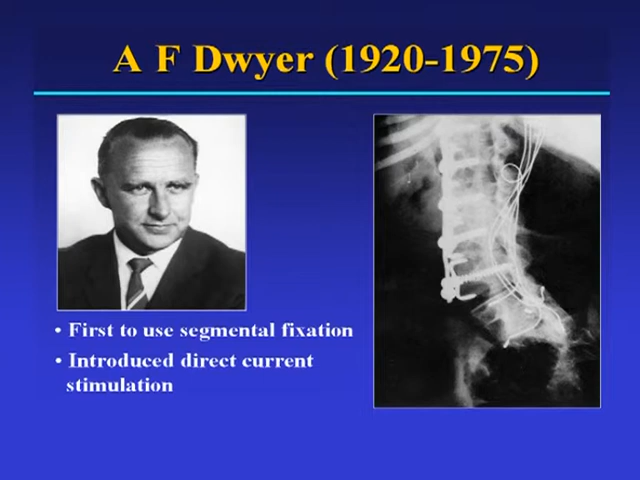 A F Dwyer (1920-1975)
• First to use segmental fixation
• Introduced direct current
stimulation